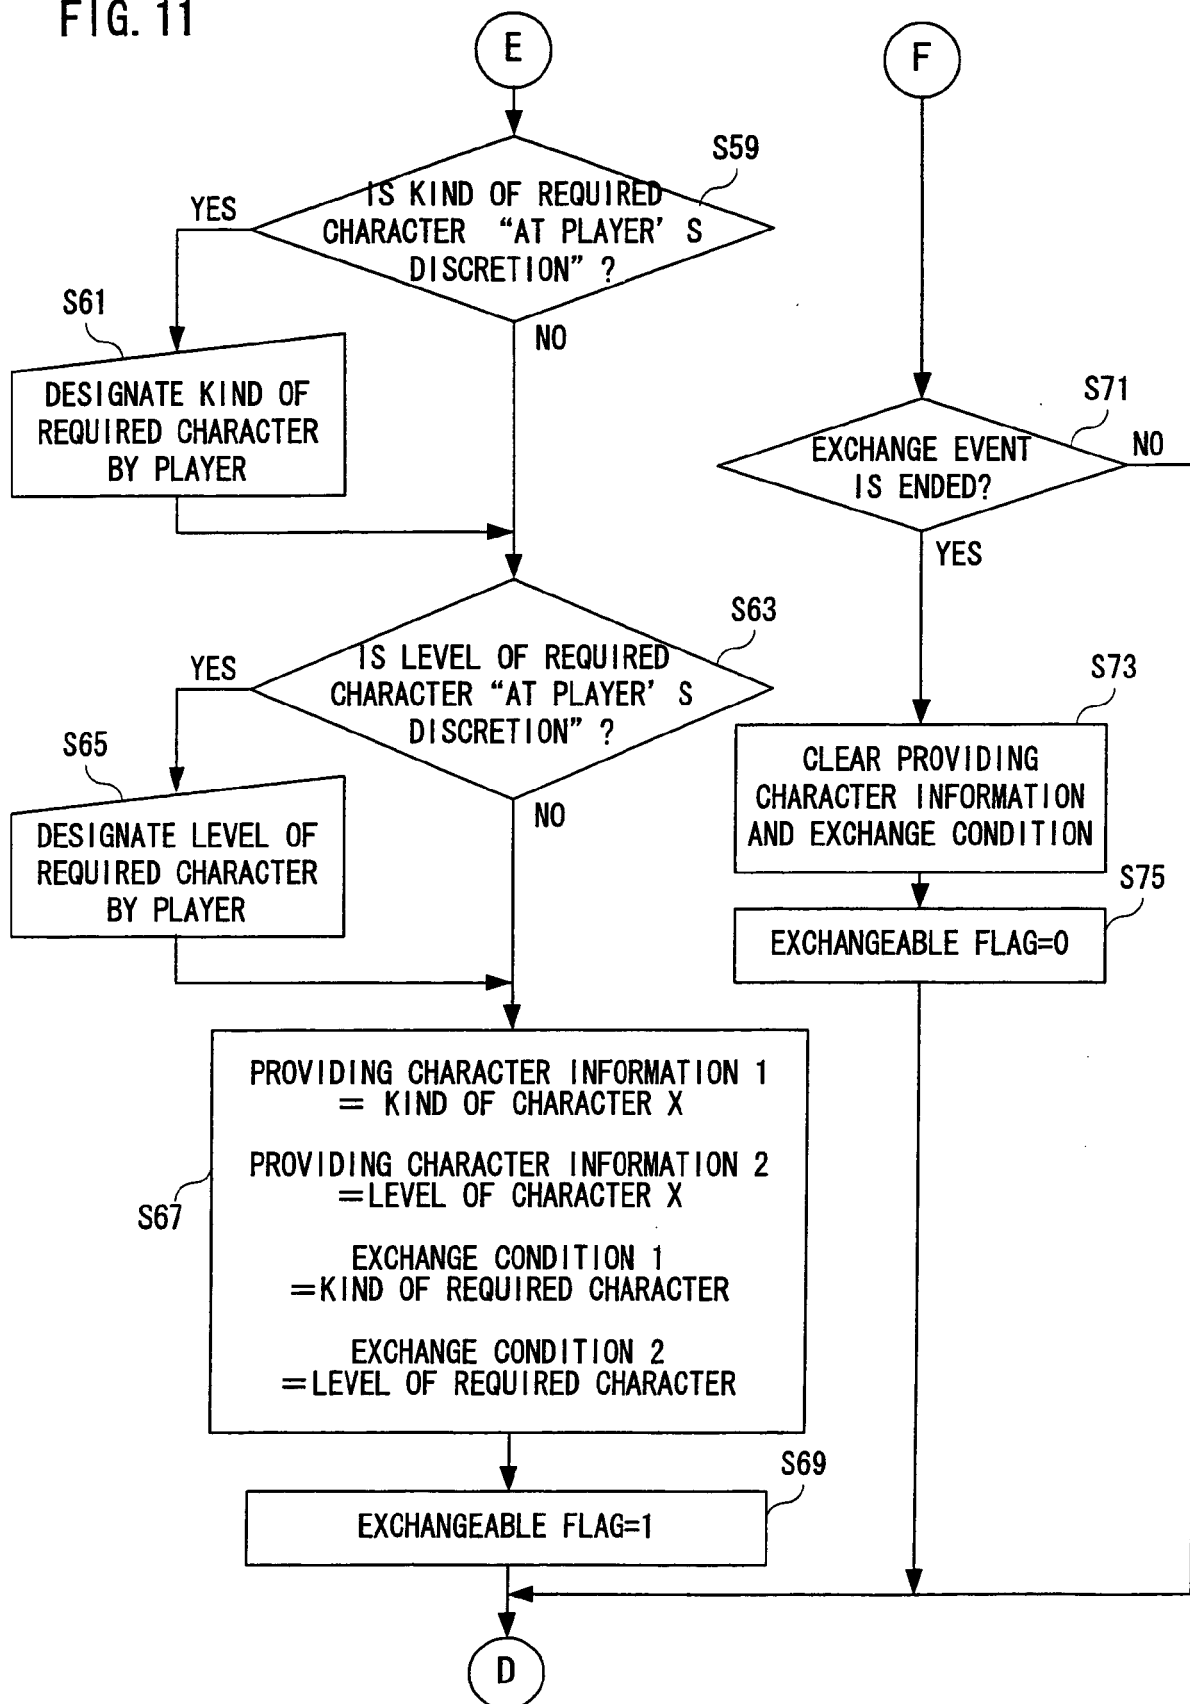 FIG. 11
E
S59
IS KIND OF REQUIRED
CHARACTER “AT PLAYER' S
DISCRETION” ?
YES
NO
S61
DESIGNATE KIND OF
REQUIRED CHARACTER
BY PLAYER
S63
IS LEVEL OF REQUIRED
CHARACTER “AT PLAYER' S
DISCRETION” ?
YES
NO
S65
DESIGNATE LEVEL OF
REQUIRED CHARACTER
BY PLAYER
S67
PROVIDING CHARACTER INFORMATION 1
= KIND OF CHARACTER X
PROVIDING CHARACTER INFORMATION 2
=LEVEL OF CHARACTER X
EXCHANGE CONDITION 1
=KIND OF REQUIRED CHARACTER
EXCHANGE CONDITION 2
=LEVEL OF REQUIRED CHARACTER
S69
EXCHANGEABLE FLAG=1
D
F
S71
EXCHANGE EVENT
IS ENDED?
NO
YES
S73
CLEAR PROVIDING
CHARACTER INFORMATION
AND EXCHANGE CONDITION
S75
EXCHANGEABLE FLAG=0